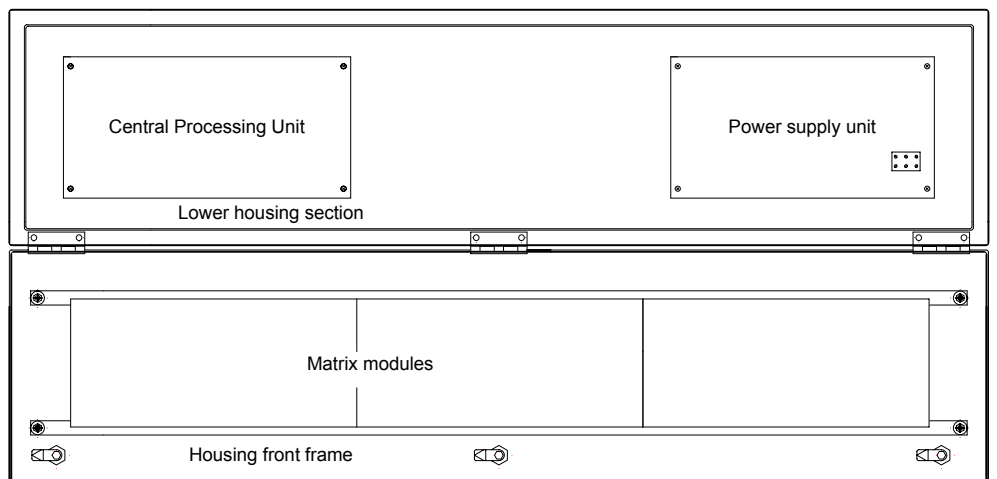 Central Processing Unit
Power supply unit
Lower housing section
Matrix modules
Housing front frame